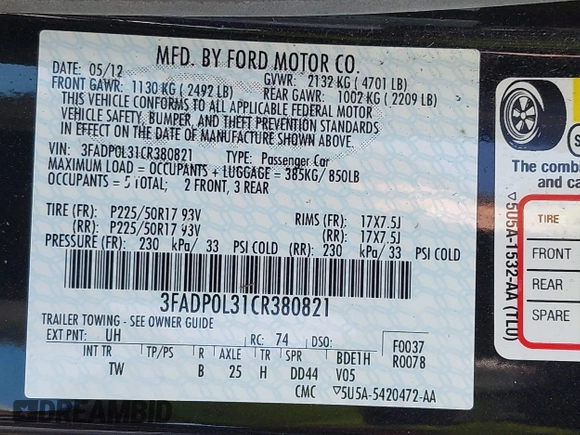 MFD. BY FORD MOTOR CO.
DATE: 05/12 GVWR: 2132 KG ( 4701 LB)
FRONT GAWR: 1130 KG ( 2492 LB) REAR GAWR: 1002 KG ( 2209 LB)
THIS VEHICLE CONFORMS TO ALL APPLICABLE FEDERAL MOTOR
VEHICLE SAFETY, BUMPER, AND THEFT PREVENTION STANDARDS
IN EFFECT ON THE DATE OF MANUFACTURE SHOWN ABOVE.
VIN: 3FADP0L31CR380821 TYPE: Passenger Car
MAXIMUM LOAD = OCCUPANTS + LUGGAGE = 385KG/ 850LB
OCCUPANTS = 5 TOTAL; 2 FRONT, 3 REAR
TIRE (FR): P225/50R17 93V RIMS (FR): 17X7.5J
(RR): P225/50R17 93V (RR): 17X7.5J
PRESSURE (FR): 230 kPa/ 33 PSI COLD (RR): 230 kPa/ 33 PSI COLD
3FADP0L31CR380821
TRAILER TOWING - SEE OWNER GUIDE
EXT PNT: UH RC: 74 DSO: F0037
R0078
INT TR TP/PS R AXLE TR SPR BDE1H
TW B 25 H DD44 V05
CMC ▽5U5A-5420472-AA
▽5U5A-1532-AA (TL0)
The comb
and ca
TIRE
FRONT
REAR
SPARE
DREAMBID